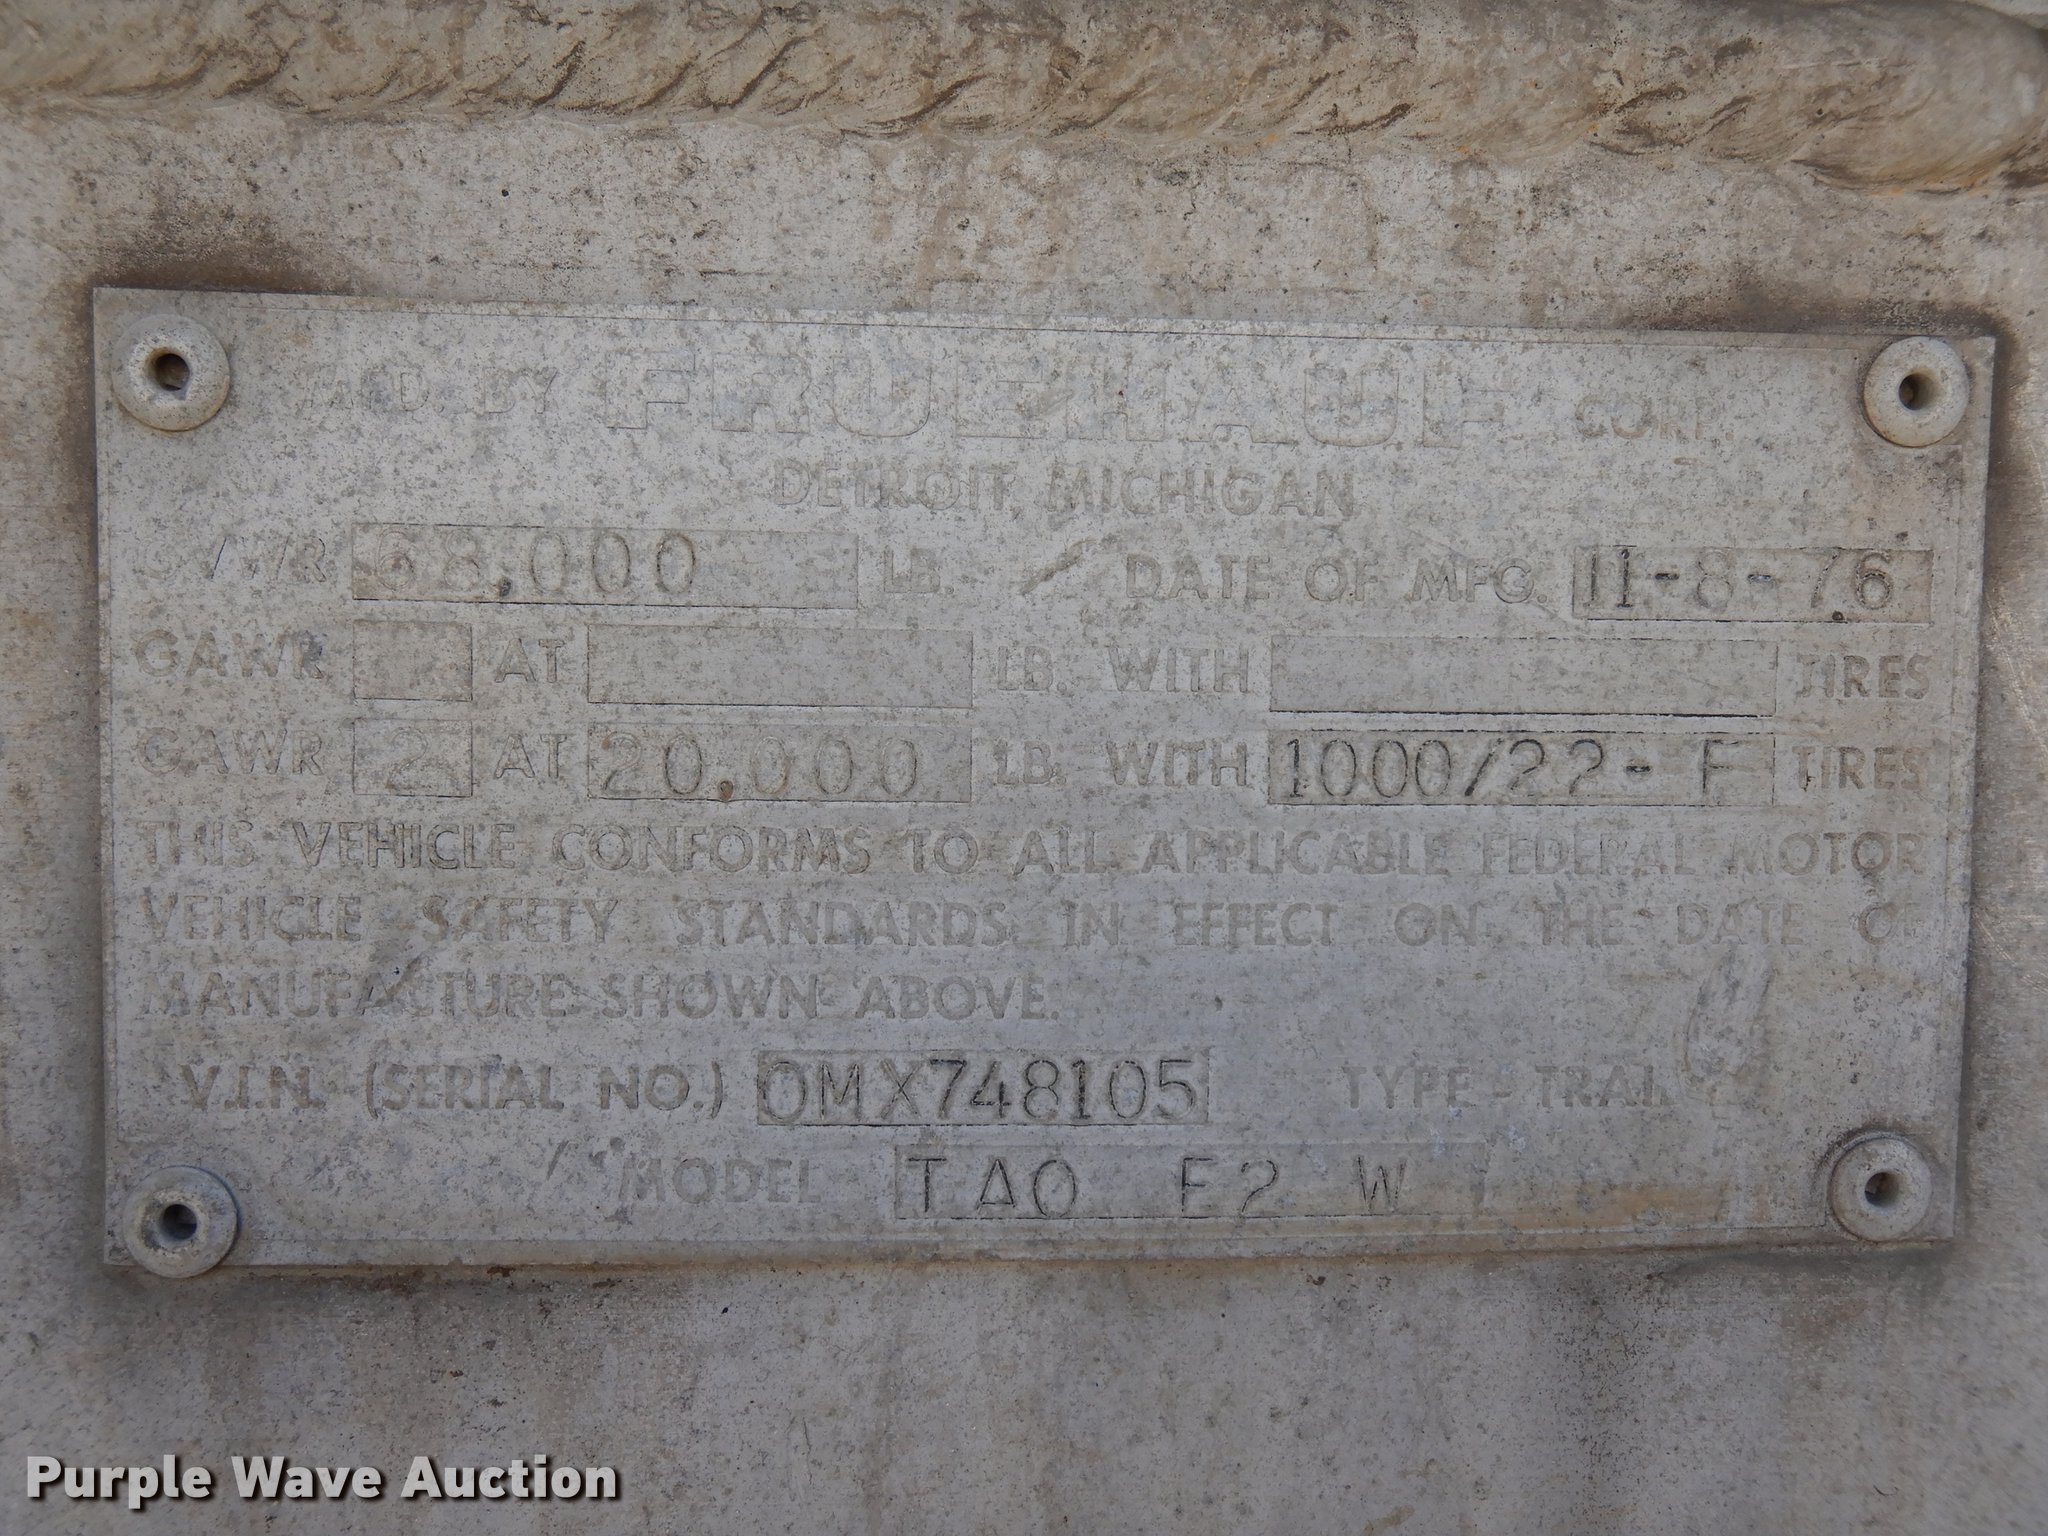 MFD. BY FRUEHAUF CORP.
DETROIT, MICHIGAN
GVWR 68,000 LB. DATE OF MFG. 11-8-76
GAWR AT LB. WITH TIRES
GAWR 2 AT 20,000 LB. WITH 1000/22-F TIRES
THIS VEHICLE CONFORMS TO ALL APPLICABLE FEDERAL MOTOR
VEHICLE SAFETY STANDARDS IN EFFECT ON THE DATE OF
MANUFACTURE SHOWN ABOVE.
V.I.N. (SERIAL NO.) OMX748105 TYPE-TRAI
MODEL TAO F2 W
Purple Wave Auction